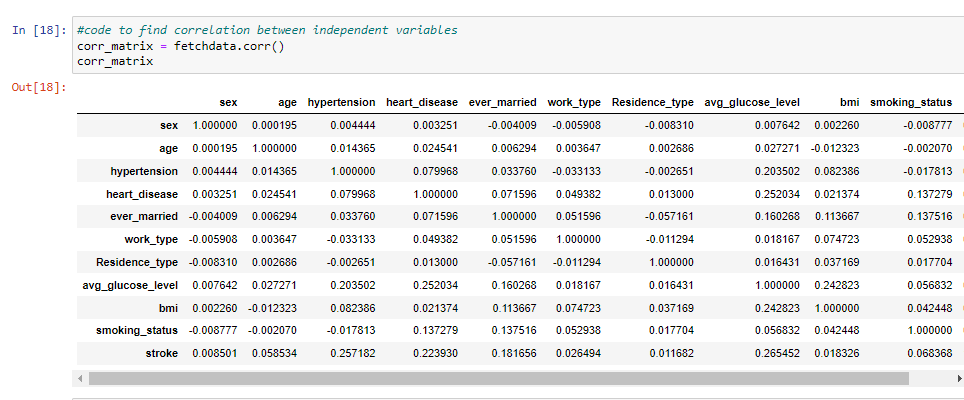 In [18]: #code to find correlation between independent variables
corr_matrix = fetchdata.corr()
corr_matrix
Out[18]:
sex age hypertension heart_disease ever_married work_type Residence_type avg_glucose_level bmi smoking_status
sex 1.000000 0.000195 0.004444 0.003251 -0.004009 -0.005908 -0.008310 0.007642 0.002260 -0.008777
age 0.000195 1.000000 0.014365 0.024541 0.006294 0.003647 0.002686 0.027271 -0.012323 -0.002070
hypertension 0.004444 0.014365 1.000000 0.079968 0.033760 -0.033133 -0.002651 0.203502 0.082386 -0.017813
heart_disease 0.003251 0.024541 0.079968 1.000000 0.071596 0.049382 0.013000 0.252034 0.021374 0.137279
ever_married -0.004009 0.006294 0.033760 0.071596 1.000000 0.051596 -0.057161 0.160268 0.113667 0.137516
work_type -0.005908 0.003647 -0.033133 0.049382 0.051596 1.000000 -0.011294 0.018167 0.074723 0.052938
Residence_type -0.008310 0.002686 -0.002651 0.013000 -0.057161 -0.011294 1.000000 0.016431 0.037169 0.017704
avg_glucose_level 0.007642 0.027271 0.203502 0.252034 0.160268 0.018167 0.016431 1.000000 0.242823 0.056832
bmi 0.002260 -0.012323 0.082386 0.021374 0.113667 0.074723 0.037169 0.242823 1.000000 0.042448
smoking_status -0.008777 -0.002070 -0.017813 0.137279 0.137516 0.052938 0.017704 0.056832 0.042448 1.000000
stroke 0.008501 0.058534 0.257182 0.223930 0.181656 0.026494 0.011682 0.265452 0.018326 0.068368